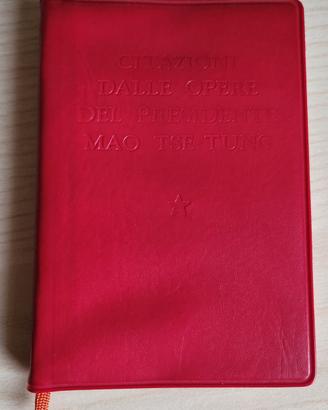 CITAZIONI
DALLE OPERE
DEL PRESIDENTE
MAO TSE-TUNG